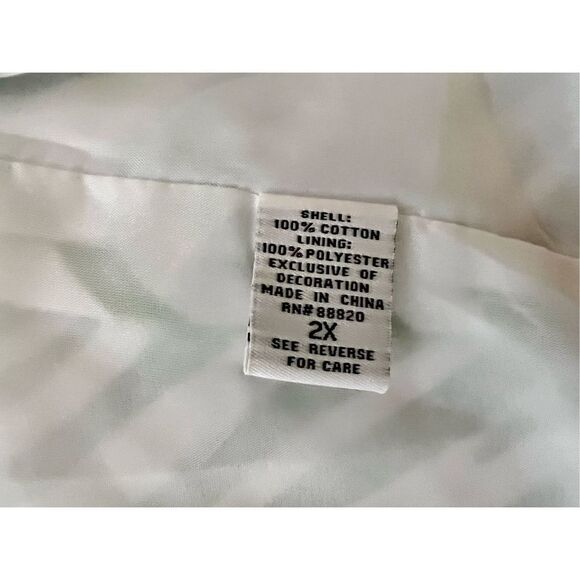 SHELL:
100% COTTON
LINING:
100% POLYESTER
EXCLUSIVE OF
DECORATION
MADE IN CHINA
RN# 88820
2X
SEE REVERSE
FOR CARE